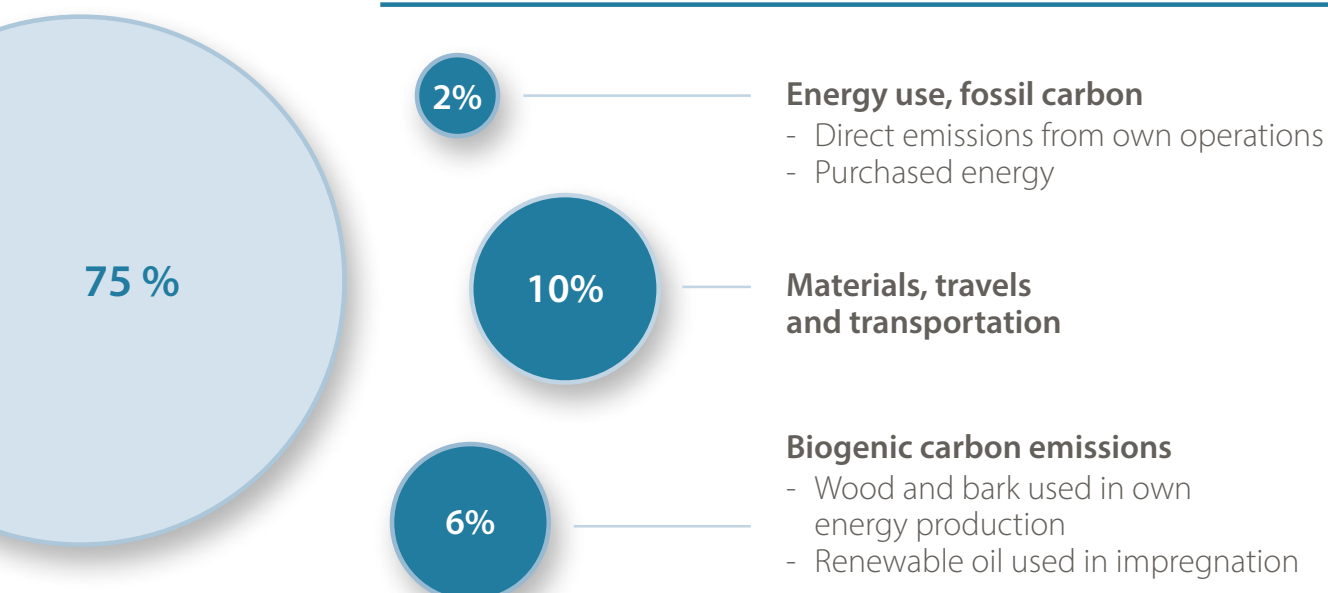 2%
Energy use, fossil carbon
- Direct emissions from own operations
- Purchased energy
75 %
10%
Materials, travels
and transportation
6%
Biogenic carbon emissions
- Wood and bark used in own
energy production
- Renewable oil used in impregnation